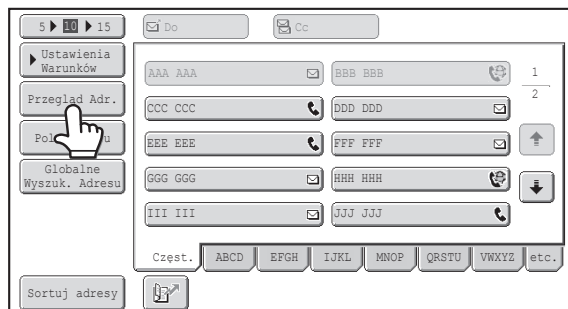 5 10 15
Do
Cc
Ustawienia
Warunków
AAA AAA
BBB BBB
1
2
Przegląd Adr.
CCC CCC
DDD DDD
EEE EEE
FFF FFF
Globalne
Wyszuk. Adresu
GGG GGG
HHH HHH
III III
JJJ JJJ
Częst.
ABCD
EFGH
IJKL
MNOP
QRSTU
VWXYZ
etc.
Sortuj adresy